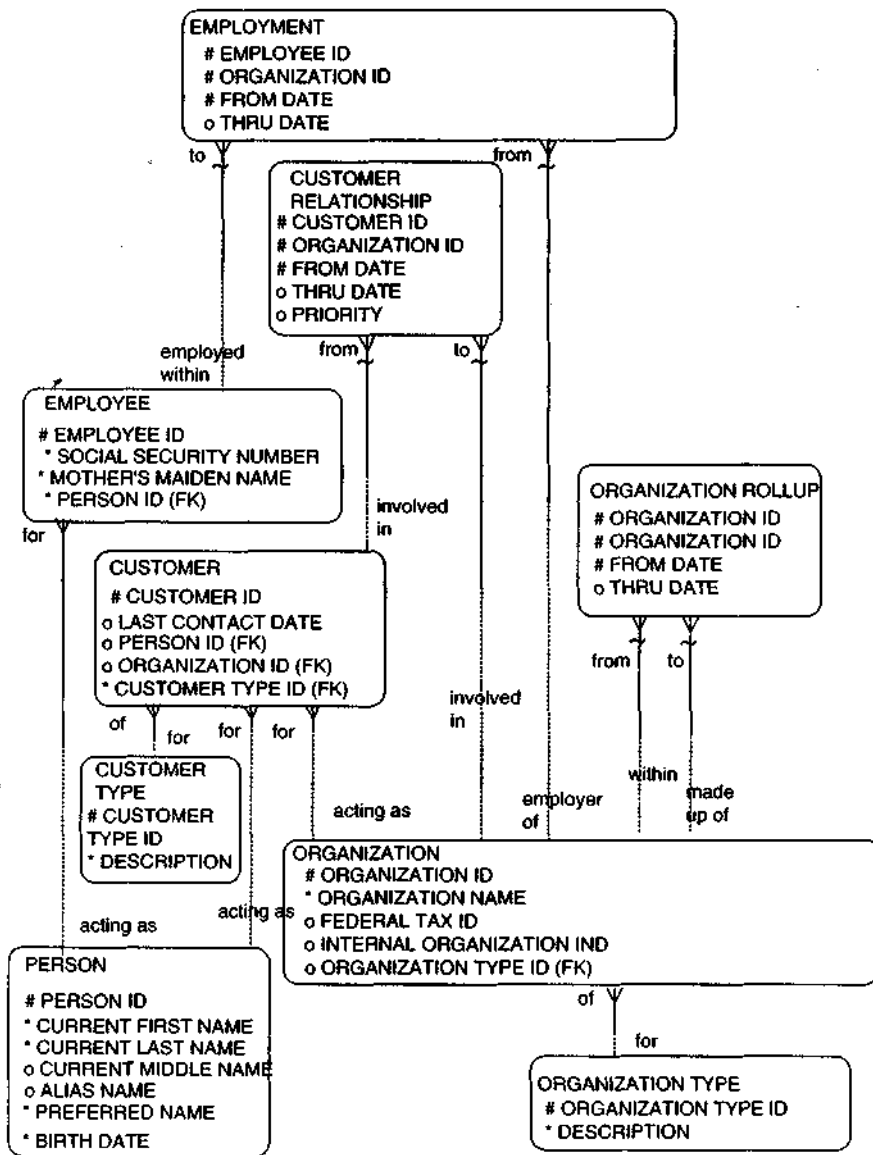 EMPLOYMENT
# EMPLOYEE ID
# ORGANIZATION ID
# FROM DATE
o THRU DATE
to
from
CUSTOMER
RELATIONSHIP
# CUSTOMER ID
# ORGANIZATION ID
# FROM DATE
o THRU DATE
o PRIORITY
from
to
employed
within
EMPLOYEE
# EMPLOYEE ID
* SOCIAL SECURITY NUMBER
* MOTHER'S MAIDEN NAME
* PERSON ID (FK)
for
involved
in
ORGANIZATION ROLLUP
# ORGANIZATION ID
# ORGANIZATION ID
# FROM DATE
o THRU DATE
from
to
CUSTOMER
# CUSTOMER ID
o LAST CONTACT DATE
o PERSON ID (FK)
o ORGANIZATION ID (FK)
* CUSTOMER TYPE ID (FK)
of
for
for
for
involved
in
CUSTOMER
TYPE
# CUSTOMER
TYPE ID
* DESCRIPTION
acting as
employer
of
within
made
up of
ORGANIZATION
# ORGANIZATION ID
* ORGANIZATION NAME
o FEDERAL TAX ID
o INTERNAL ORGANIZATION IND
o ORGANIZATION TYPE ID (FK)
acting as
acting as
PERSON
# PERSON ID
* CURRENT FIRST NAME
* CURRENT LAST NAME
o CURRENT MIDDLE NAME
o ALIAS NAME
* PREFERRED NAME
* BIRTH DATE
of
for
ORGANIZATION TYPE
# ORGANIZATION TYPE ID
* DESCRIPTION